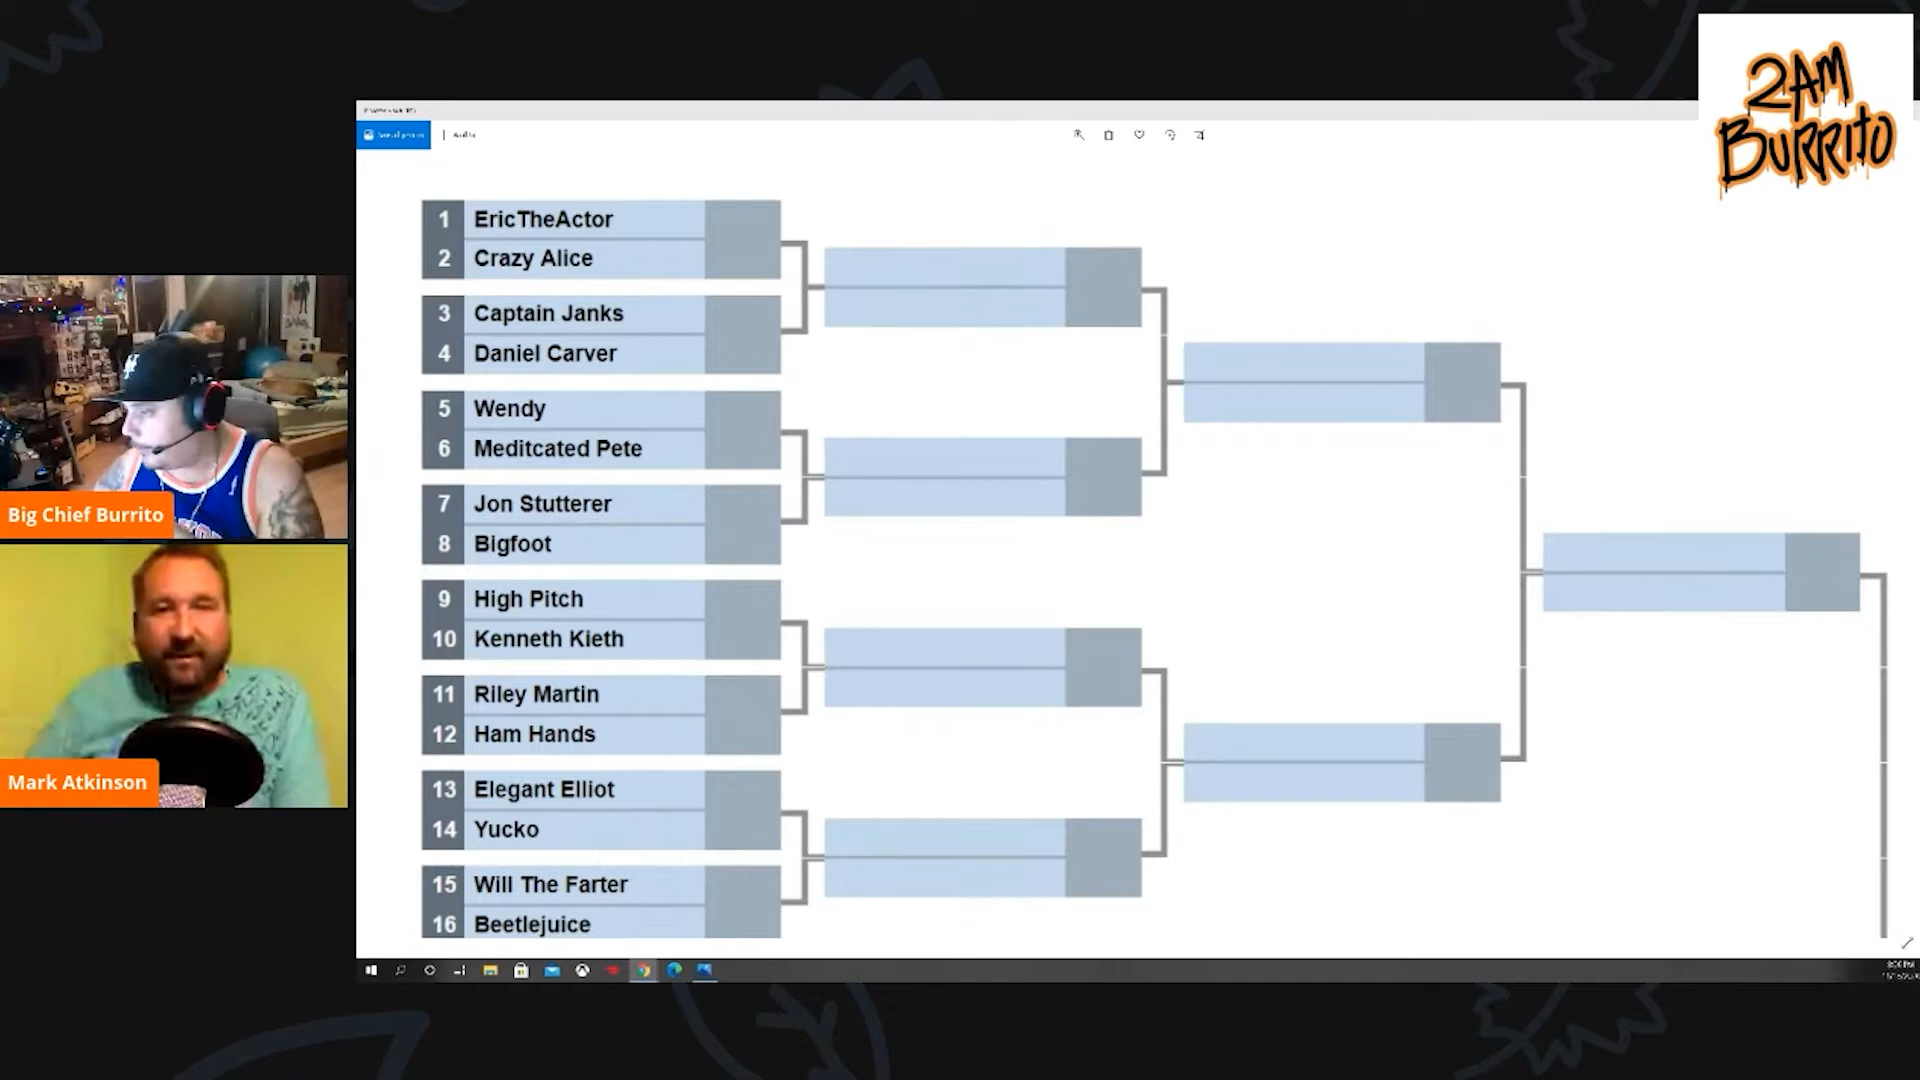 2AM
BURRITO
1 EricTheActor
2 Crazy Alice
3 Captain Janks
4 Daniel Carver
5 Wendy
6 Meditcated Pete
7 Jon Stutterer
8 Bigfoot
9 High Pitch
10 Kenneth Kieth
11 Riley Martin
12 Ham Hands
13 Elegant Elliot
14 Yucko
15 Will The Farter
16 Beetlejuice
Big Chief Burrito
Mark Atkinson